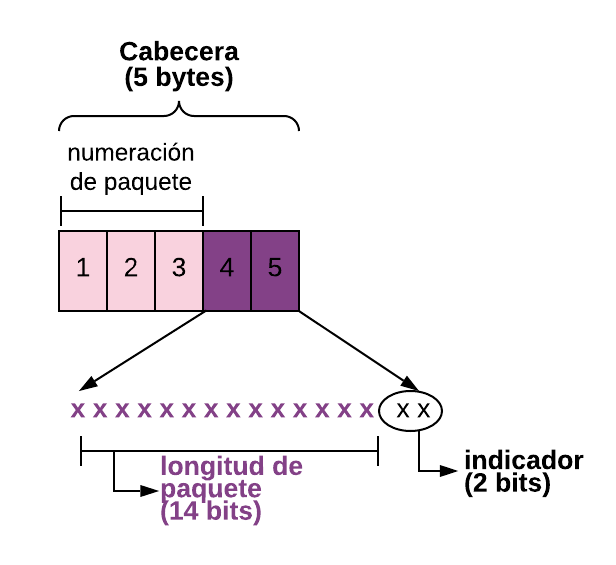 Cabecera
(5 bytes)
numeración
de paquete
1 2 3 4 5
x x x x x x x x x x x x x x x x
longitud de
paquete
(14 bits)
indicador
(2 bits)